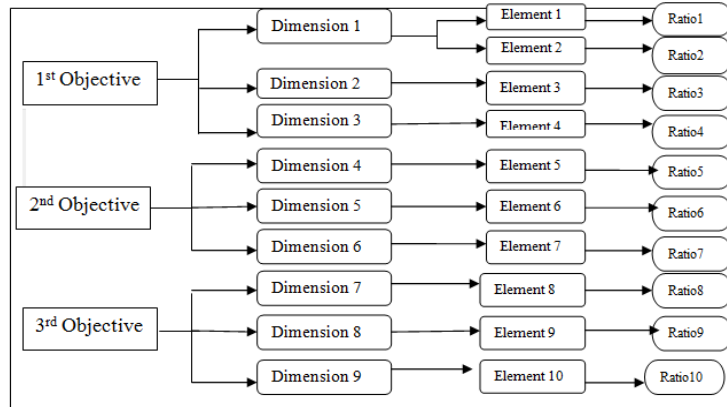 Dimension 1
Element 1
Ratio1
Element 2
Ratio2
1st Objective
Dimension 2
Element 3
Ratio3
Dimension 3
Element 4
Ratio4
Dimension 4
Element 5
Ratio5
2nd Objective
Dimension 5
Element 6
Ratio6
Dimension 6
Element 7
Ratio7
Dimension 7
Element 8
Ratio8
3rd Objective
Dimension 8
Element 9
Ratio9
Dimension 9
Element 10
Ratio10